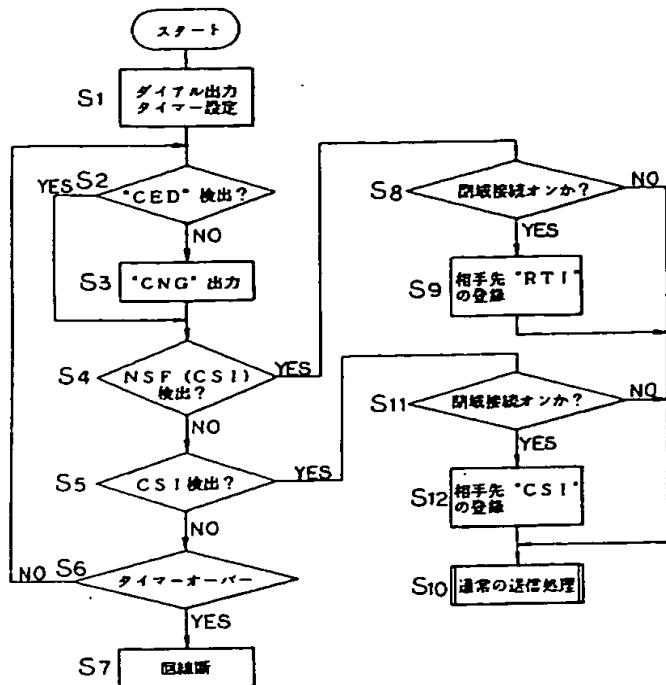 スタート
S1
ダイアル出力
タイマー設定
S2
YES
"CED" 検出？
NO
S3
"CNG" 出力
S4
NSF (CSI)
検出？
YES
NO
S5
CSI 検出？
YES
NO
S6
NO
タイマーオーバー
YES
S7
回線断
S8
閉域接続オンか？
NO
YES
S9
相手先 "RTI"
の登録
S11
閉域接続オンか？
NO
YES
S12
相手先 "CSI"
の登録
S10
通常の送信処理